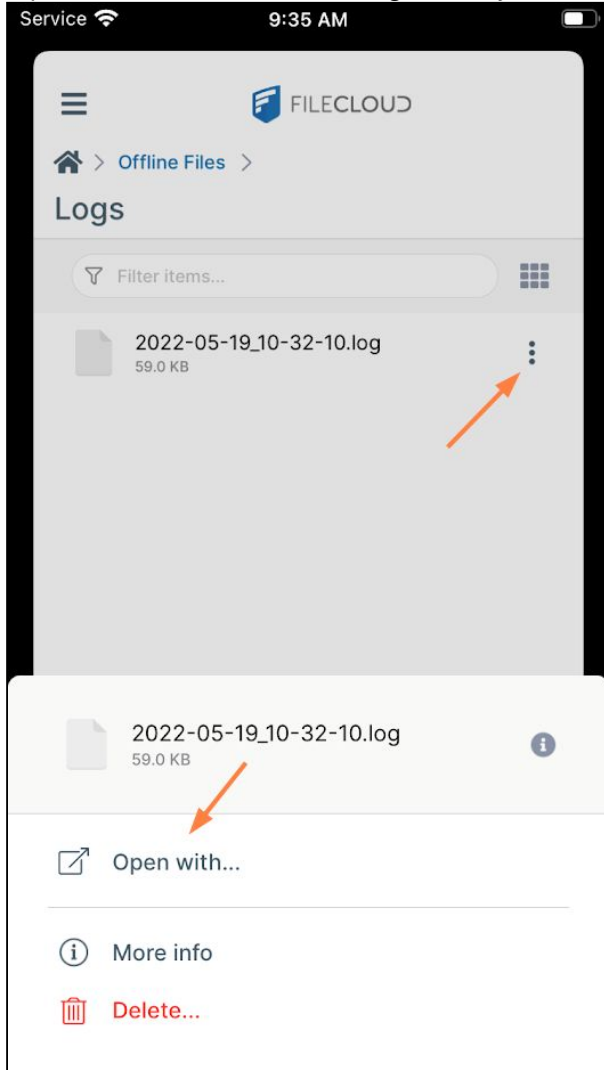 Service 9:35 AM
FILECLOUD
> Offline Files >
Logs
Filter items...
2022-05-19_10-32-10.log
59.0 KB
2022-05-19_10-32-10.log
59.0 KB
Open with...
More info
Delete...